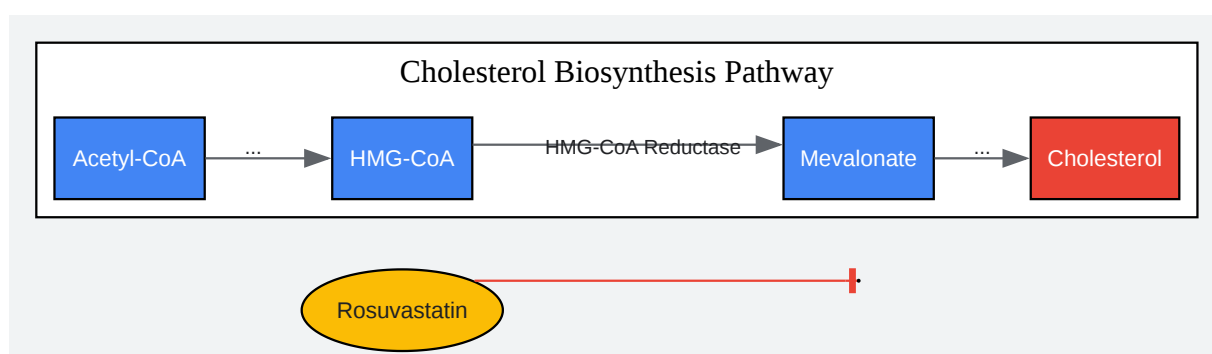 Cholesterol Biosynthesis Pathway
Acetyl-CoA
...
HMG-CoA
HMG-CoA Reductase
Mevalonate
...
Cholesterol
Rosuvastatin